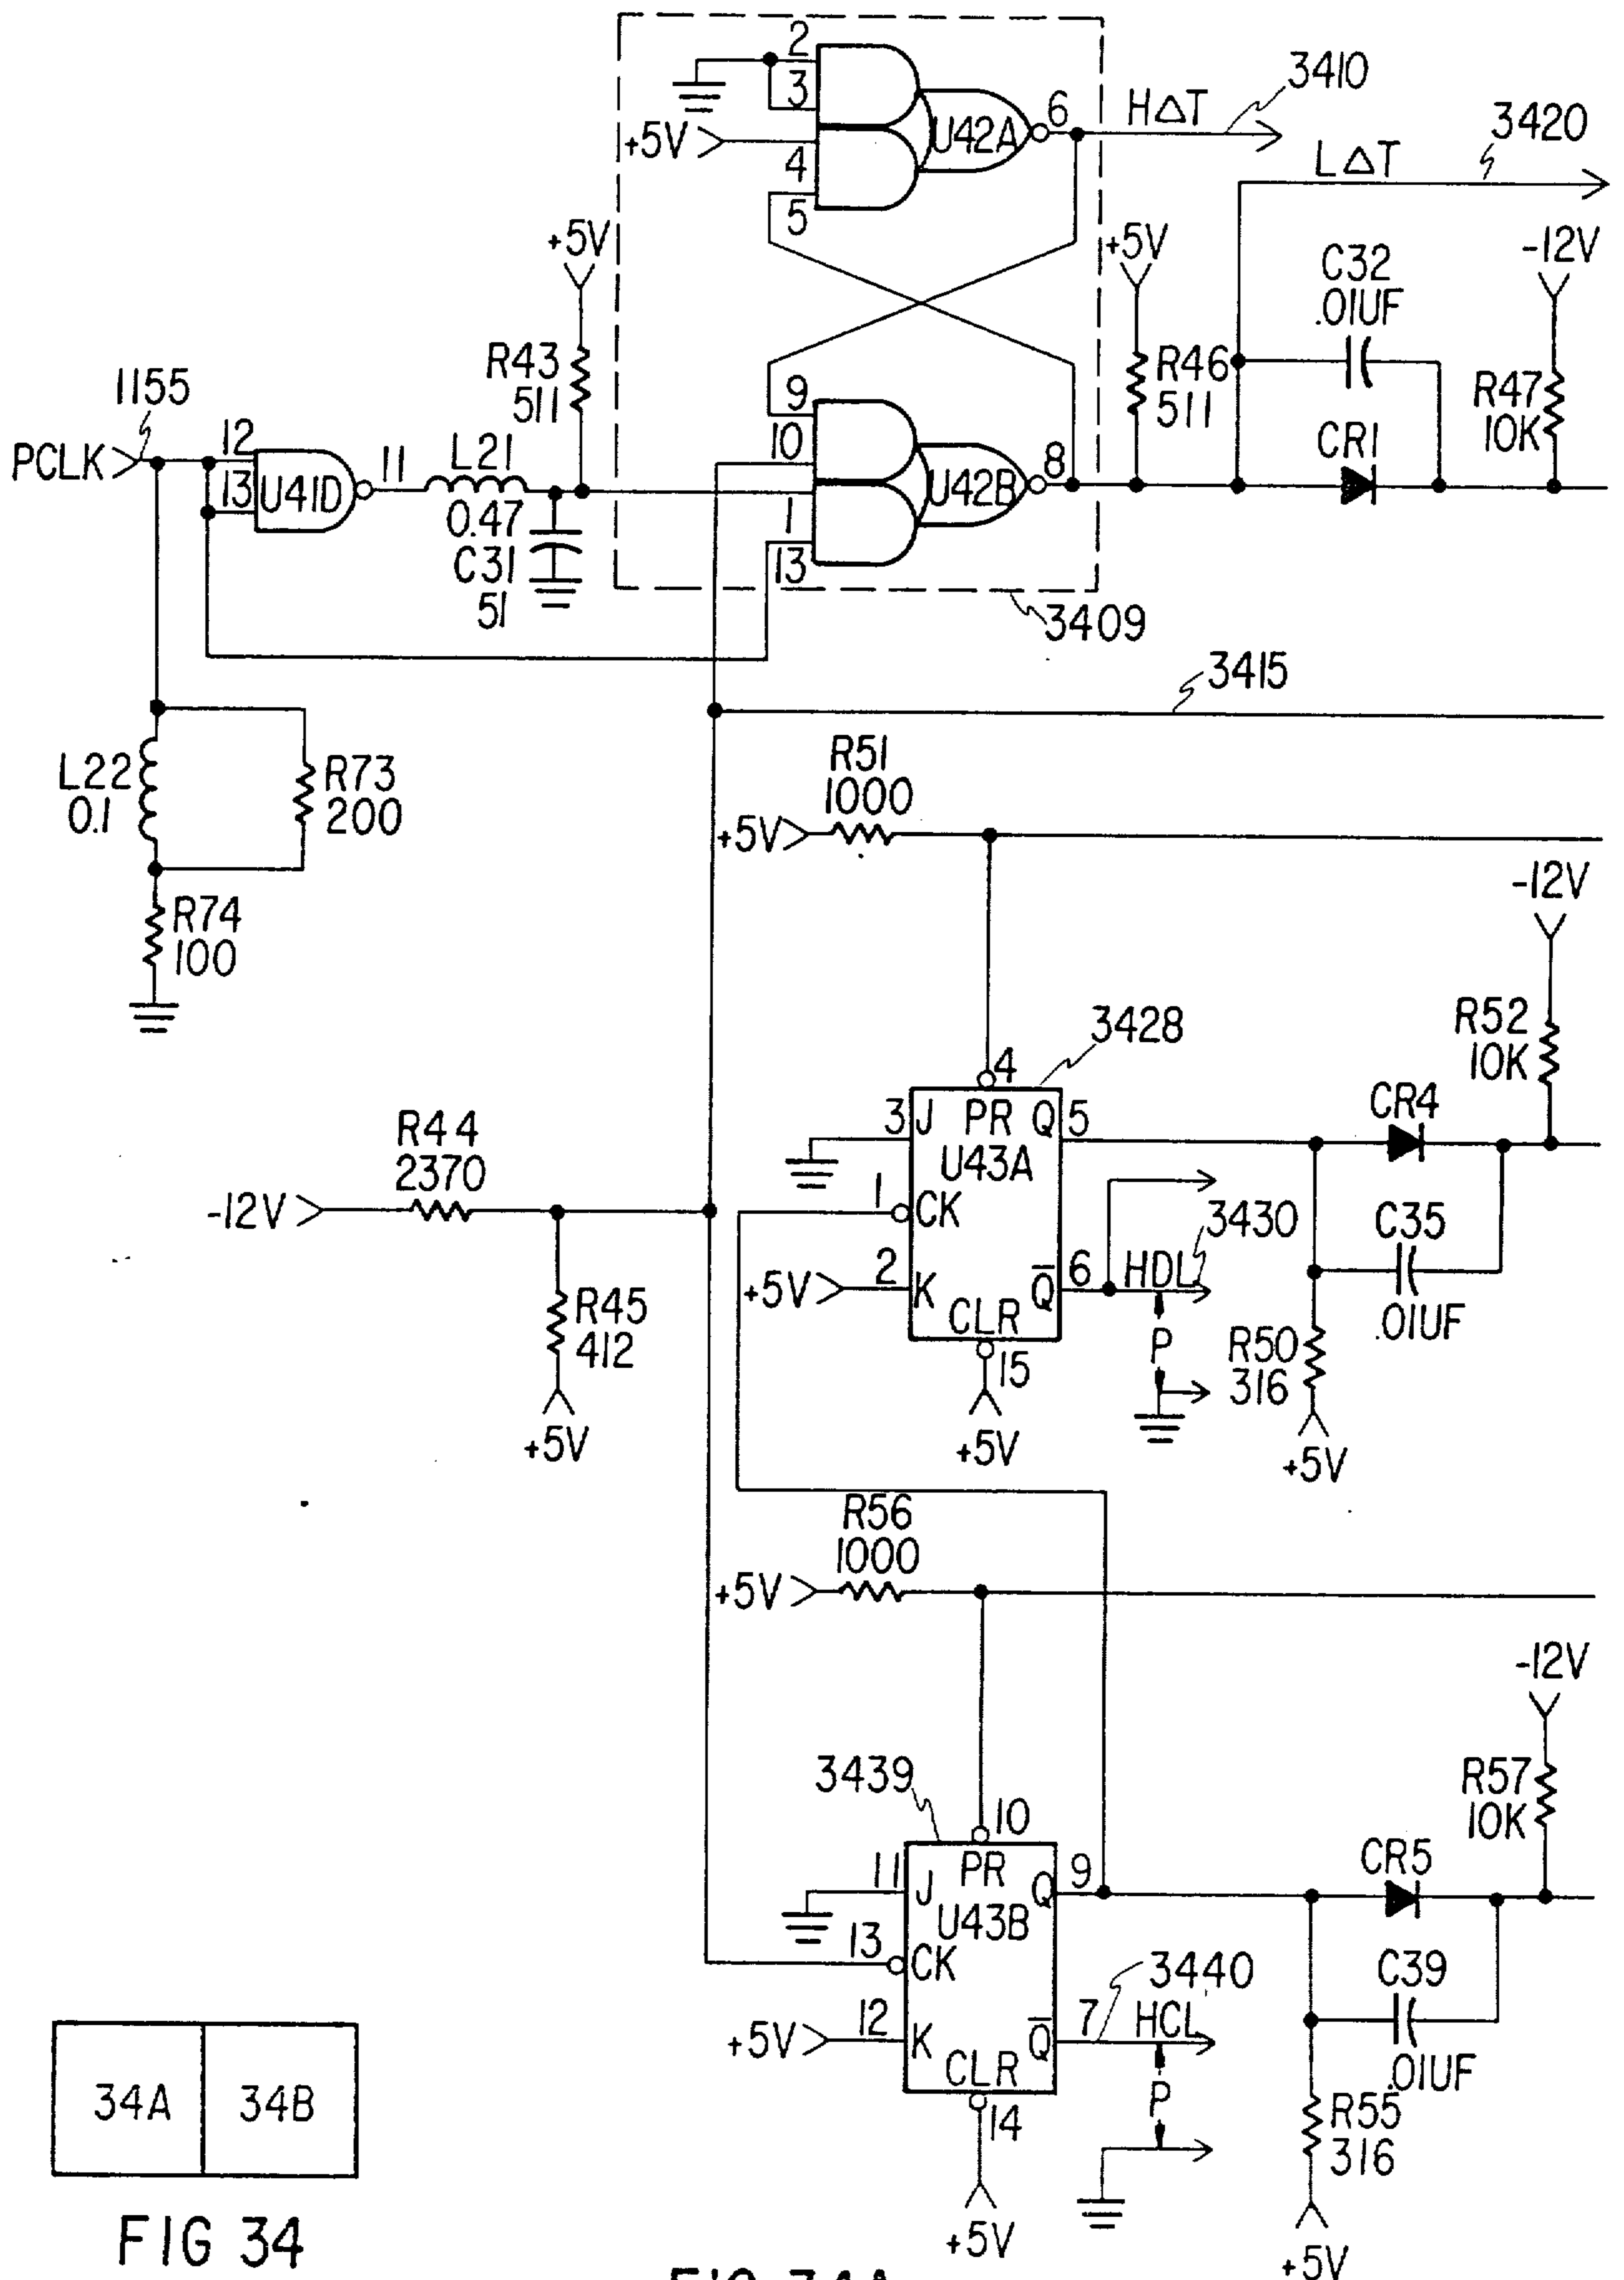 2
3
U42A
6
HΔT
3410
3420
LΔT
+5V
4
5
+5V
+5V
-12V
C32
.01UF
R43
511
R46
511
R47
10K
1155
PCLK
12
13
U41D
11
L21
0.47
C31
51
9
10
1
13
U42B
8
CR1
3409
3415
L22
0.1
R73
200
R51
1000
+5V
-12V
R74
100
3428
R52
10K
4
3
J
PR
Q
5
U43A
CR4
R44
2370
-12V
1
CK
3430
C35
.01UF
2
+5V
K
Q̅
6
HDL
R45
412
+5V
CLR
15
+5V
P
R50
316
+5V
R56
1000
+5V
-12V
3439
R57
10K
10
11
J
PR
Q
9
U43B
CR5
13
CK
3440
C39
.01UF
12
+5V
K
Q̅
7
HCL
CLR
14
+5V
P
R55
316
+5V
34A
34B
FIG 34
FIG 34A